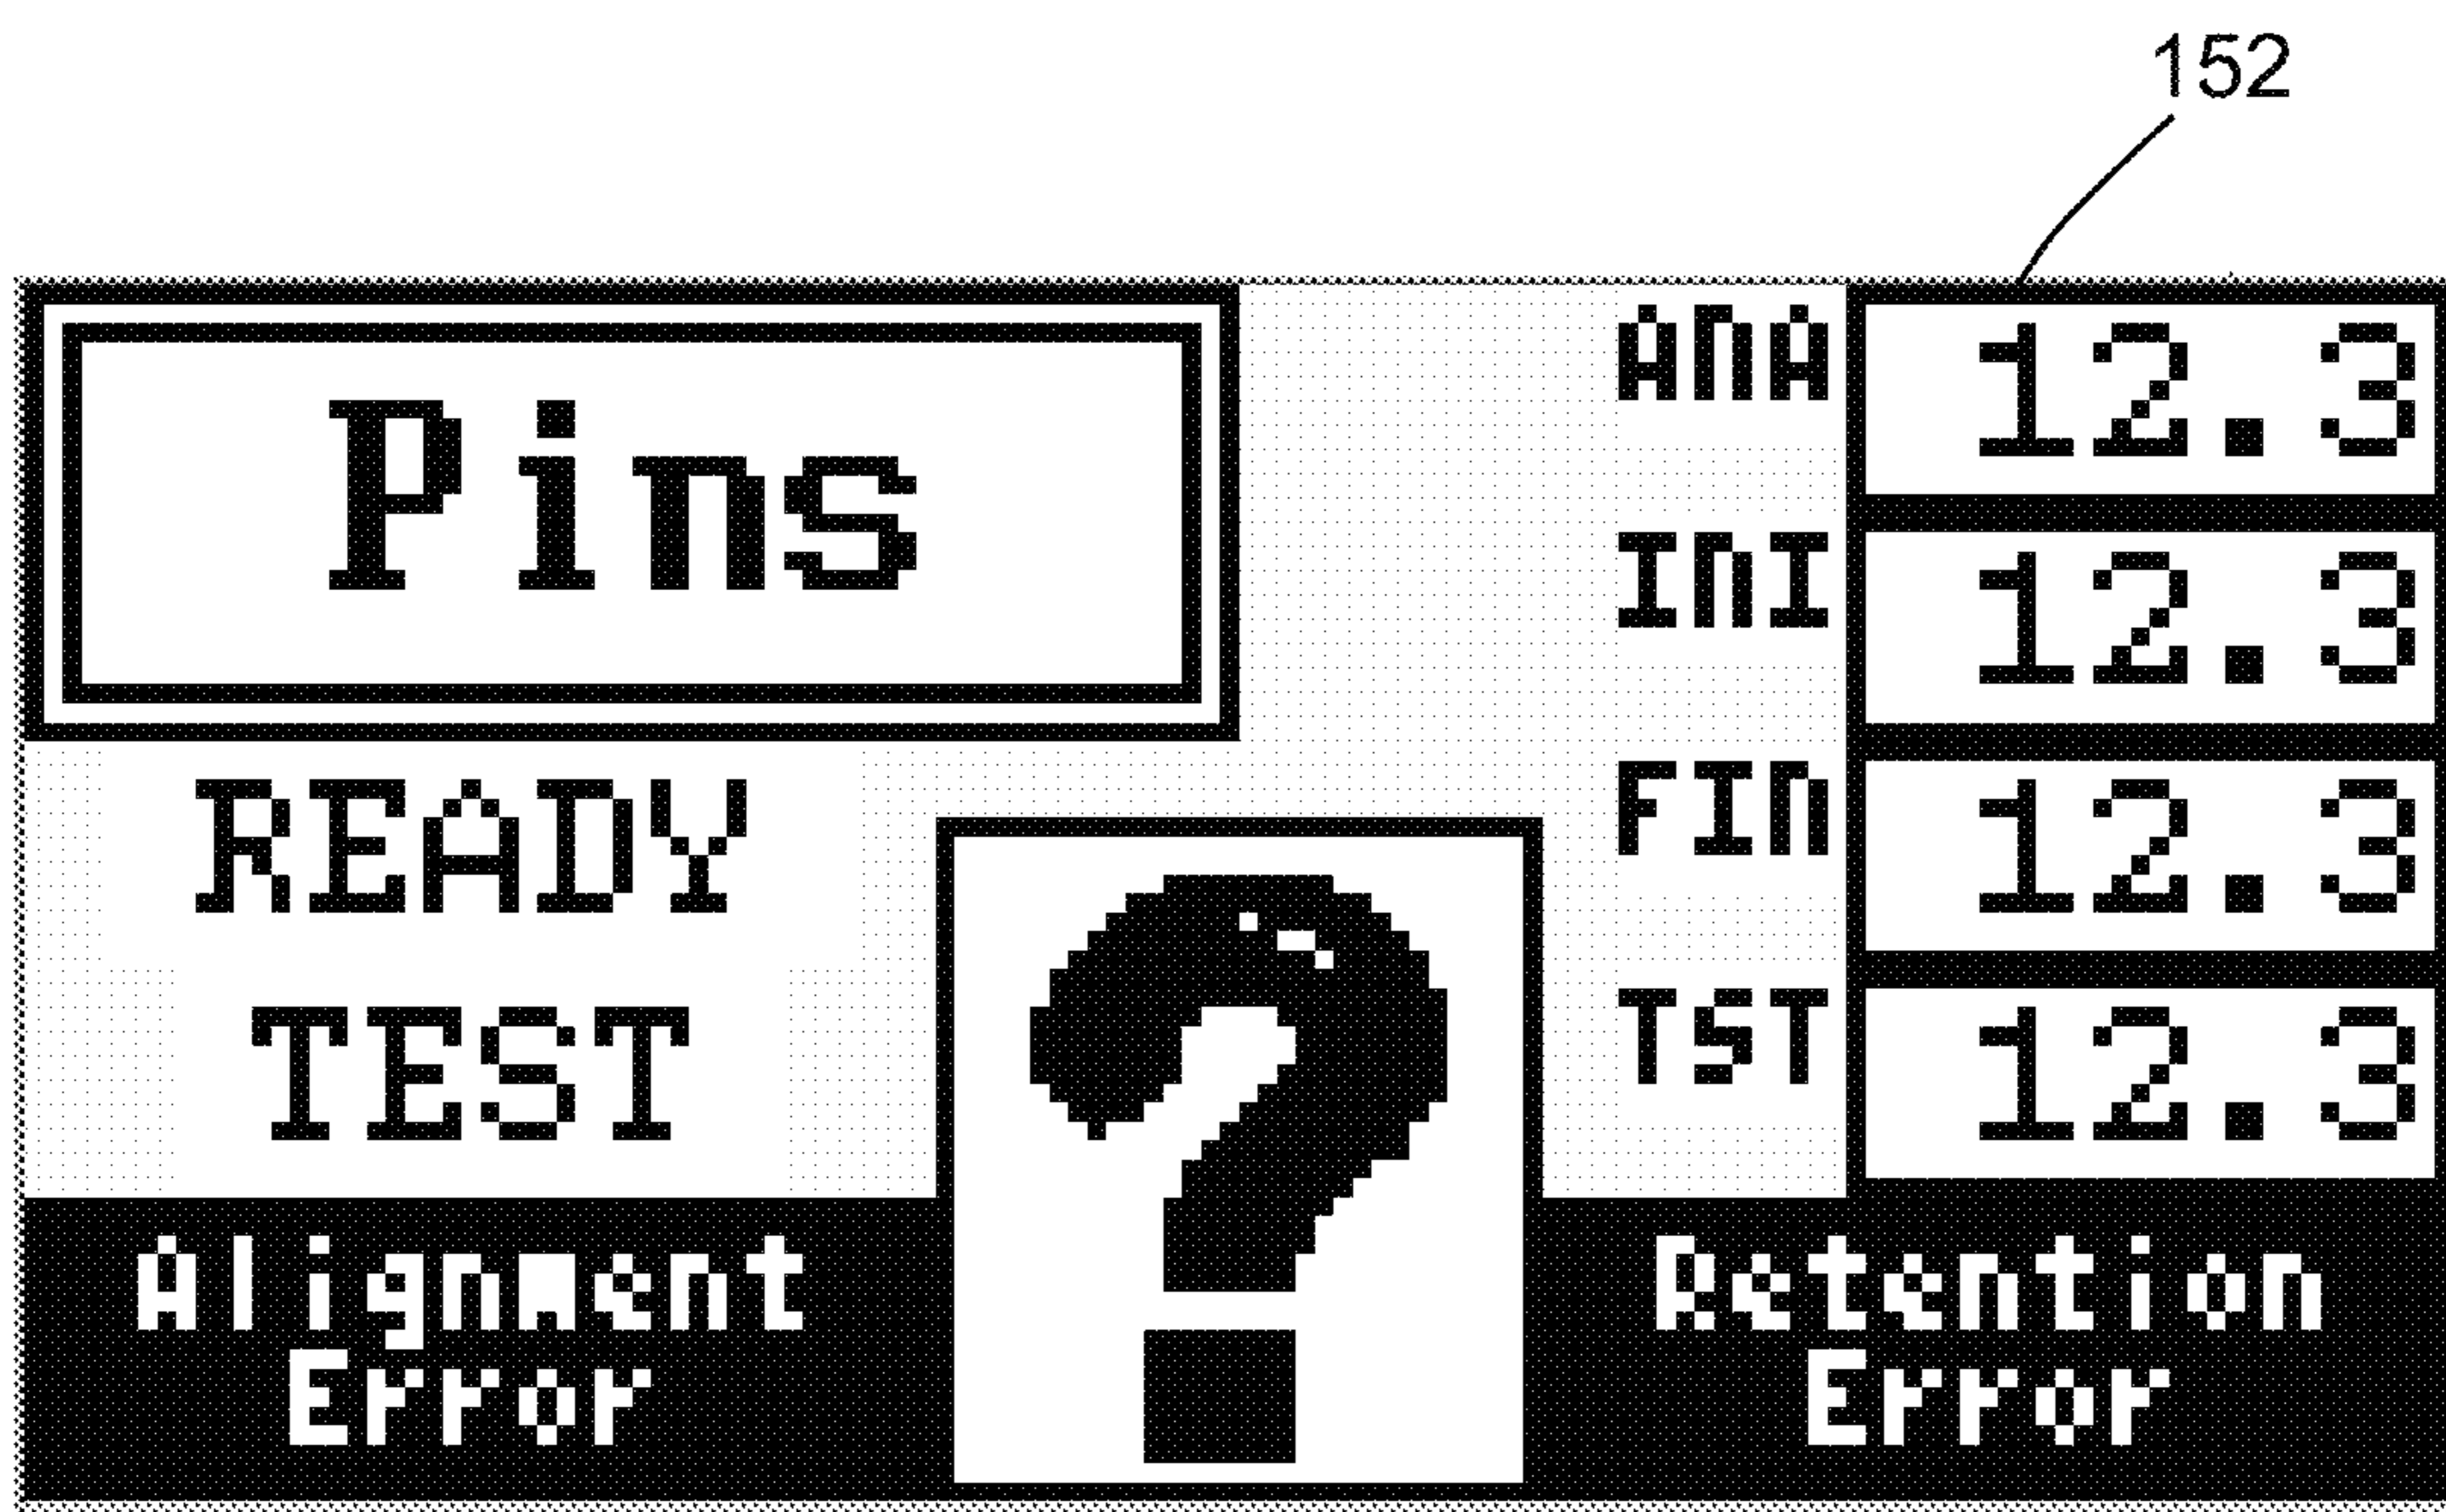 152
Pins
READY
TEST
ANA 12.3
INI 12.3
FIN 12.3
TST 12.3
Alignment
Error
?
Retention
Error